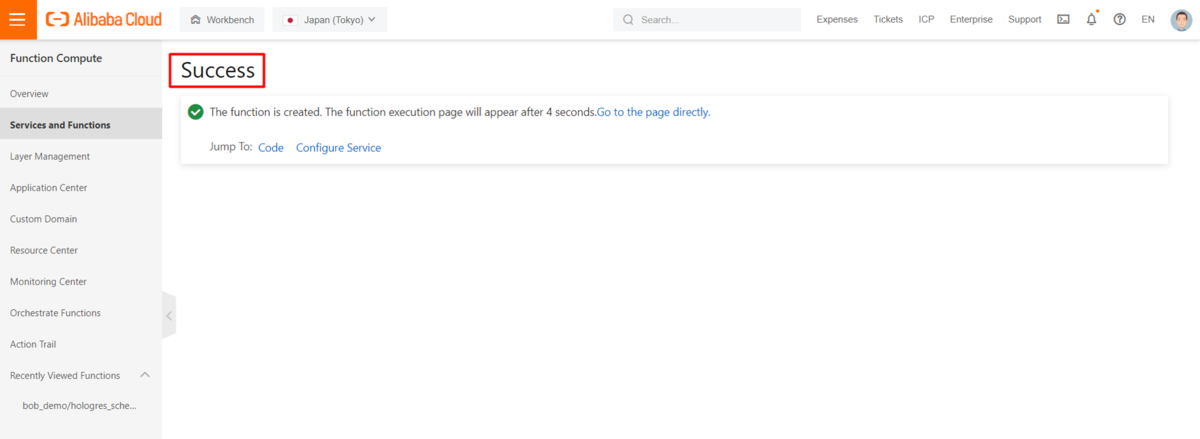 Alibaba Cloud
Workbench
Japan (Tokyo)
Search...
Expenses
Tickets
ICP
Enterprise
Support
EN
Function Compute
Overview
Services and Functions
Layer Management
Application Center
Custom Domain
Resource Center
Monitoring Center
Orchestrate Functions
Action Trail
Recently Viewed Functions
bob_demo/hologres_sche...
Success
The function is created. The function execution page will appear after 4 seconds.Go to the page directly.
Jump To: Code Configure Service